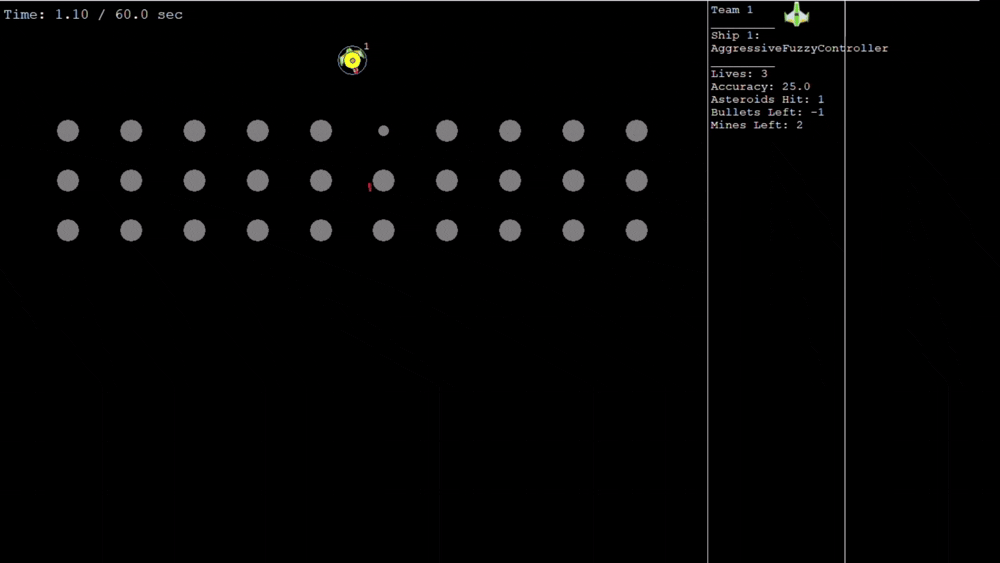 Time: 1.10 / 60.0 sec
1
Team 1
Ship 1:
AggressiveFuzzyController
Lives: 3
Accuracy: 25.0
Asteroids Hit: 1
Bullets Left: -1
Mines Left: 2